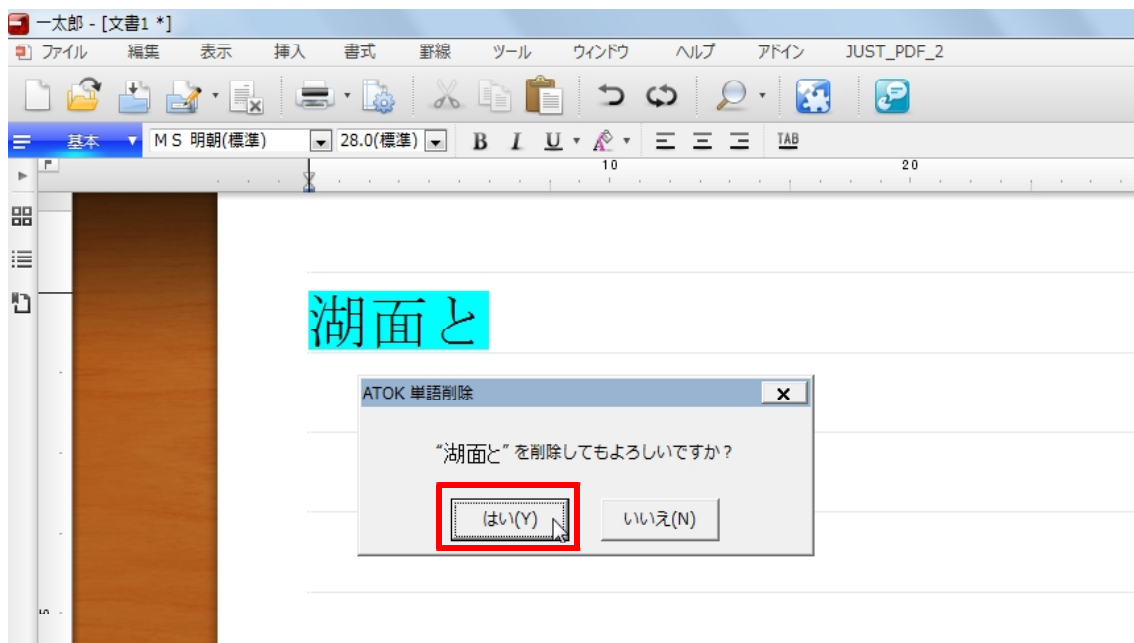 一太郎 - [文書1 *]
ファイル 編集 表示 挿入 書式 罫線 ツール ウィンドウ ヘルプ アドイン JUST_PDF_2
基本 ＭＳ 明朝(標準) 28.0(標準) B I U TAB
10 20
湖面と
ATOK 単語削除
“湖面と” を削除してもよろしいですか？
はい(Y) いいえ(N)
5